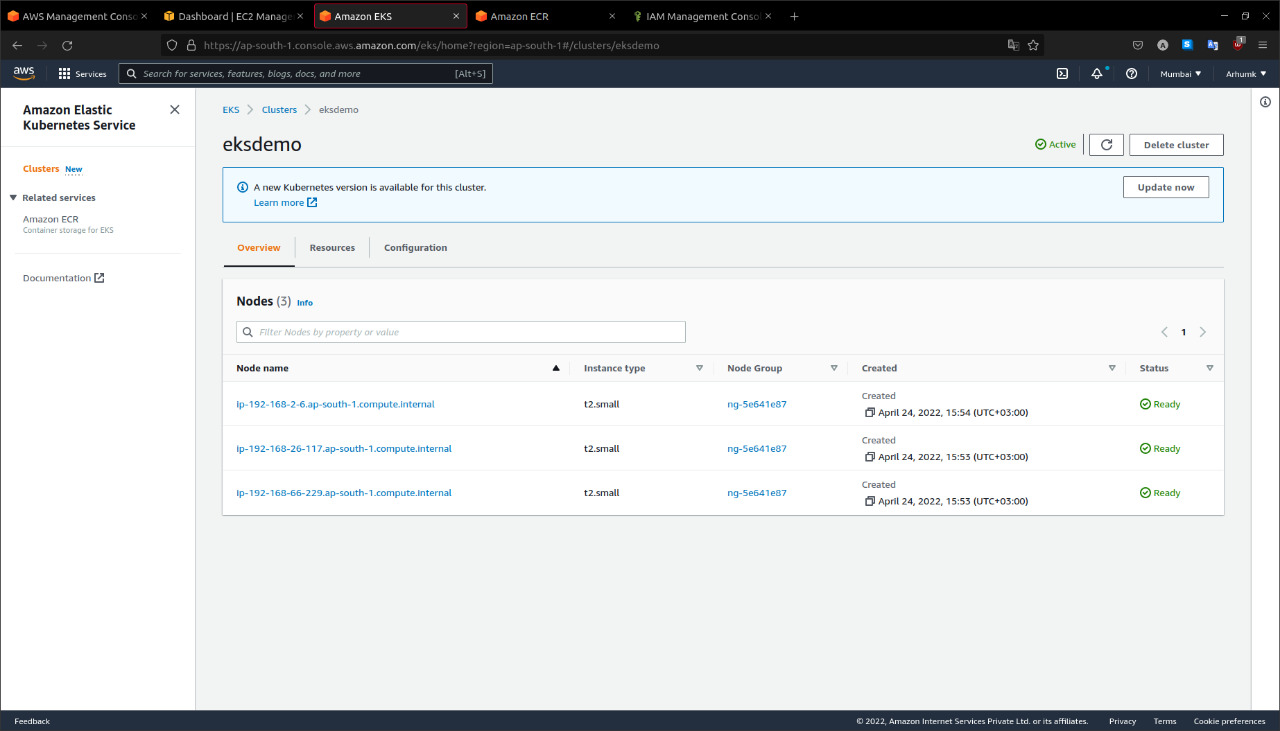 AWS Management Conso
Dashboard | EC2 Manage
Amazon EKS
Amazon ECR
IAM Management Consol
https://ap-south-1.console.aws.amazon.com/eks/home?region=ap-south-1#/clusters/eksdemo
aws
Services
Search for services, features, blogs, docs, and more
[Alt+S]
Mumbai
Arhumk
Amazon Elastic
Kubernetes Service
Clusters New
Related services
Amazon ECR
Container storage for EKS
Documentation
EKS
Clusters
eksdemo
eksdemo
Active
Delete cluster
A new Kubernetes version is available for this cluster.
Learn more
Update now
Overview
Resources
Configuration
Nodes (3) Info
Filter Nodes by property or value
1
Node name
Instance type
Node Group
Created
Status
ip-192-168-2-6.ap-south-1.compute.internal
t2.small
ng-5e641e87
Created
April 24, 2022, 15:54 (UTC+03:00)
Ready
ip-192-168-26-117.ap-south-1.compute.internal
t2.small
ng-5e641e87
Created
April 24, 2022, 15:53 (UTC+03:00)
Ready
ip-192-168-66-229.ap-south-1.compute.internal
t2.small
ng-5e641e87
Created
April 24, 2022, 15:53 (UTC+03:00)
Ready
Feedback
© 2022, Amazon Internet Services Private Ltd. or its affiliates.
Privacy
Terms
Cookie preferences